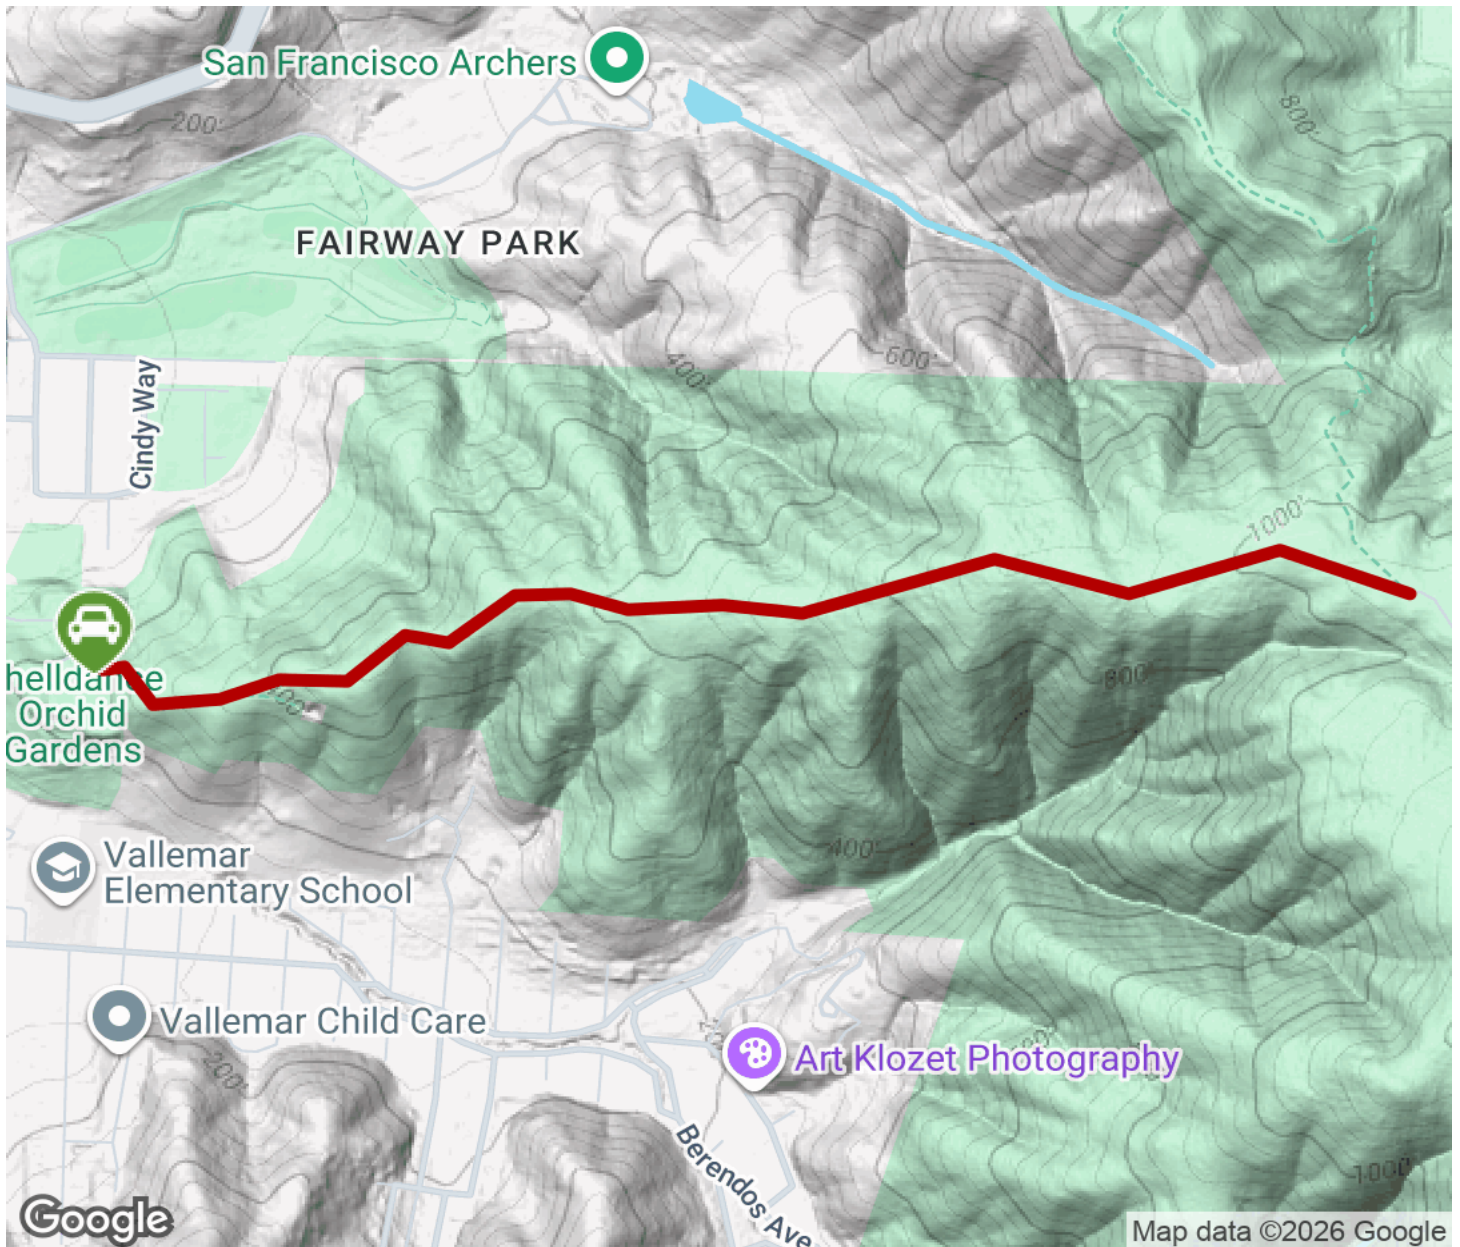 San Francisco Archers
200'
800'
FAIRWAY PARK
400'
600'
Cindy Way
1000'
helldance
Orchid
Gardens
800'
400'
Vallemar
Elementary School
Vallemar Child Care
Art Klozet Photography
200'
Berendos Ave
1000'
Google
Map data ©2026 Google